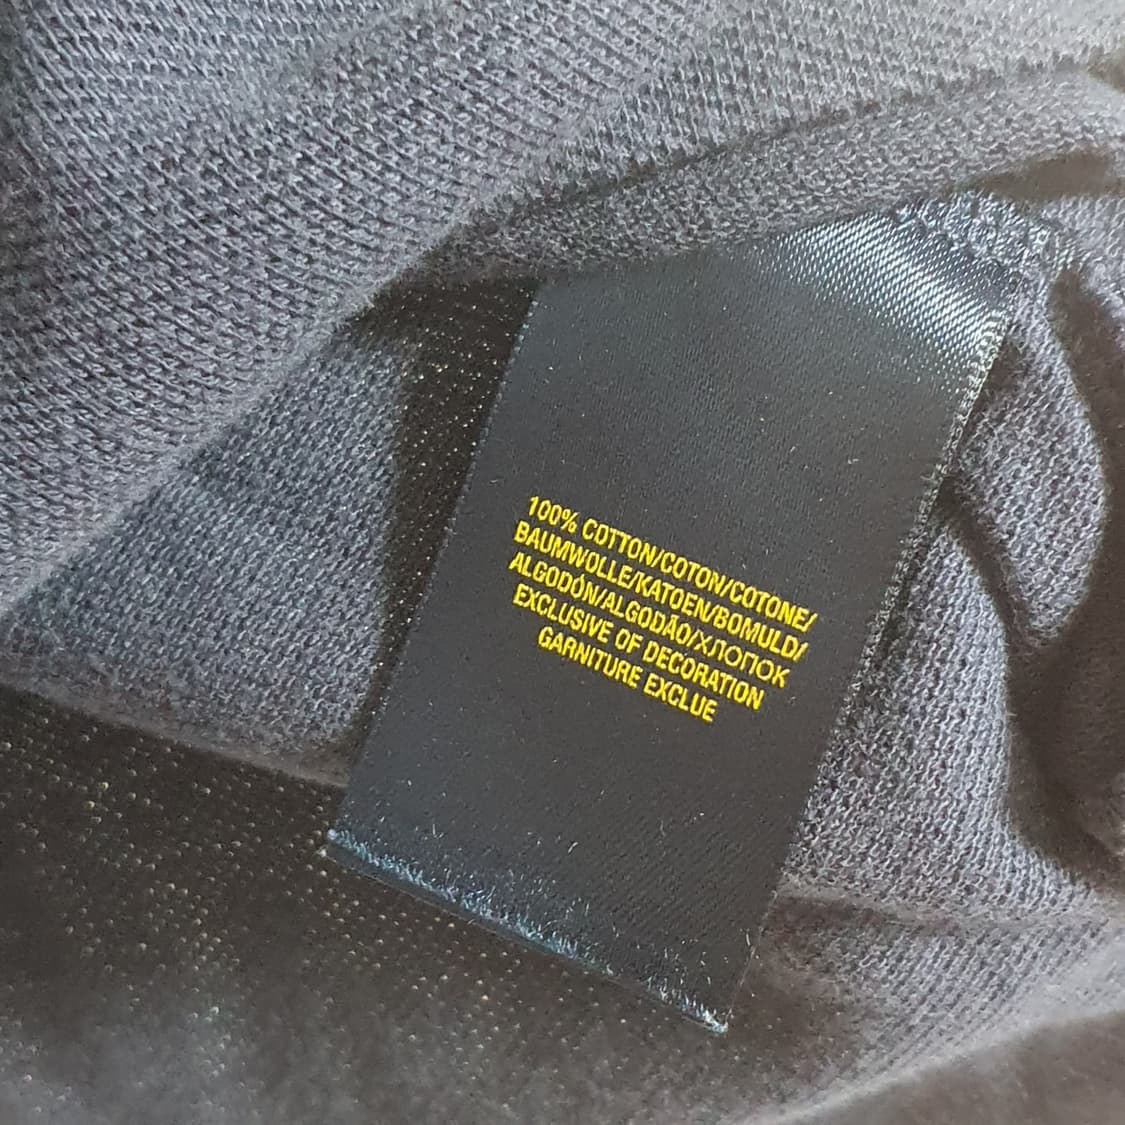 100% COTTON/COTON/COTONE/
BAUMWOLLE/KATOEN/BOMULD/
ALGODÓN/ALGODÃO/ХЛОПОК
EXCLUSIVE OF DECORATION
GARNITURE EXCLUE